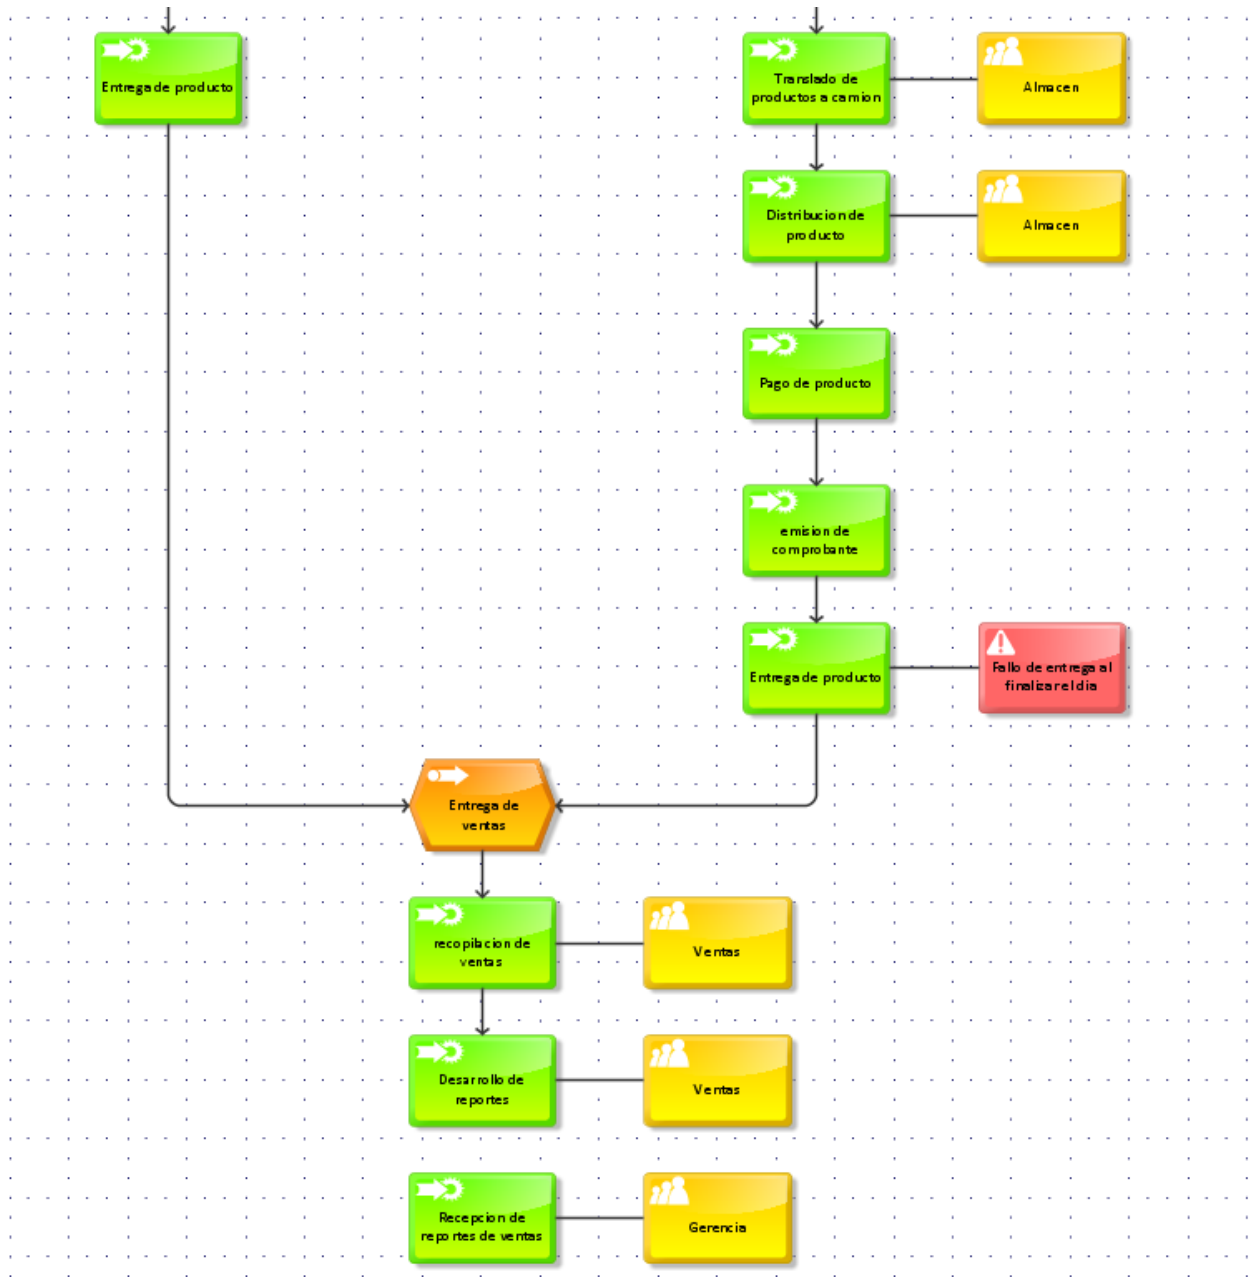 Entrega de producto
Translado de
productos a camion
Almacen
Distribucion de
producto
Almacen
Pago de producto
emision de
comprobante
Entrega de producto
Fallo de entrega al
finalizar el dia
Entrega de
ventas
recopilacion de
ventas
Ventas
Desarrollo de
reportes
Ventas
Recepcion de
reportes de ventas
Gerencia